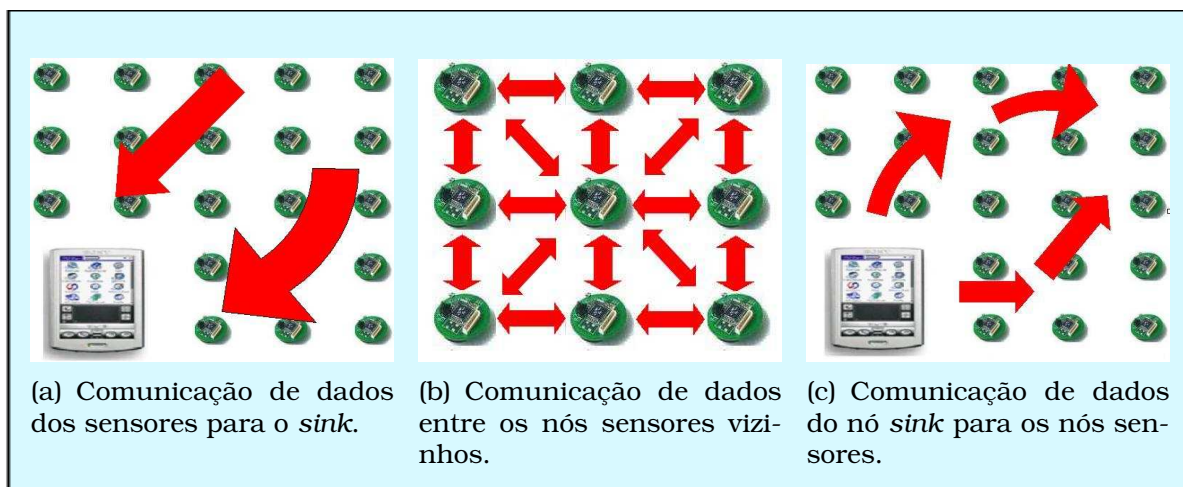 (a) Comunicação de dados
dos sensores para o sink.
(b) Comunicação de dados
entre os nós sensores vizi-
nhos.
(c) Comunicação de dados
do nó sink para os nós sen-
sores.